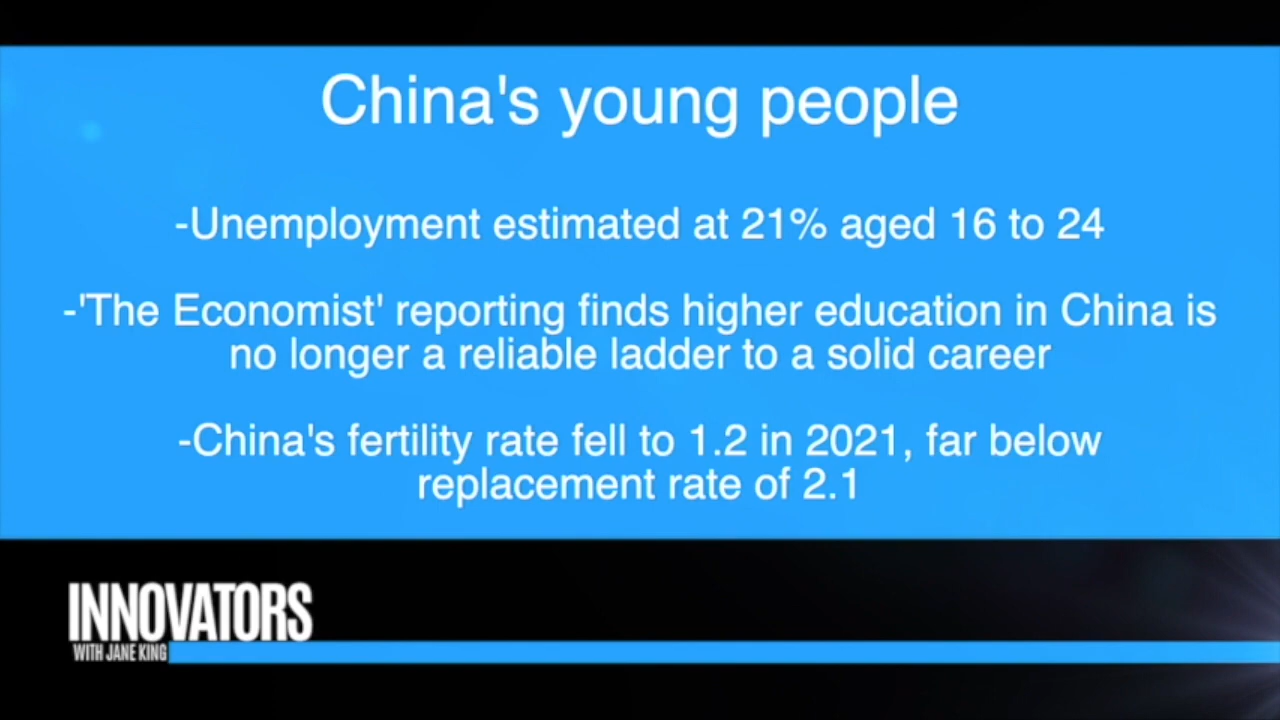 China's young people
-Unemployment estimated at 21% aged 16 to 24
-'The Economist' reporting finds higher education in China is
no longer a reliable ladder to a solid career
-China's fertility rate fell to 1.2 in 2021, far below
replacement rate of 2.1
INNOVATORS
WITH JANE KING